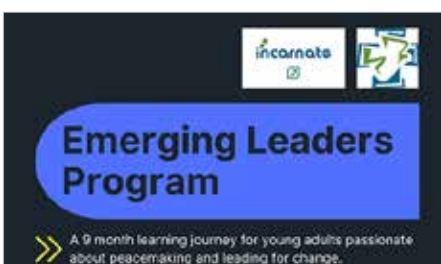 incarnate
Emerging Leaders
Program
A 9 month learning journey for young adults passionate
about peacemaking and leading for change.